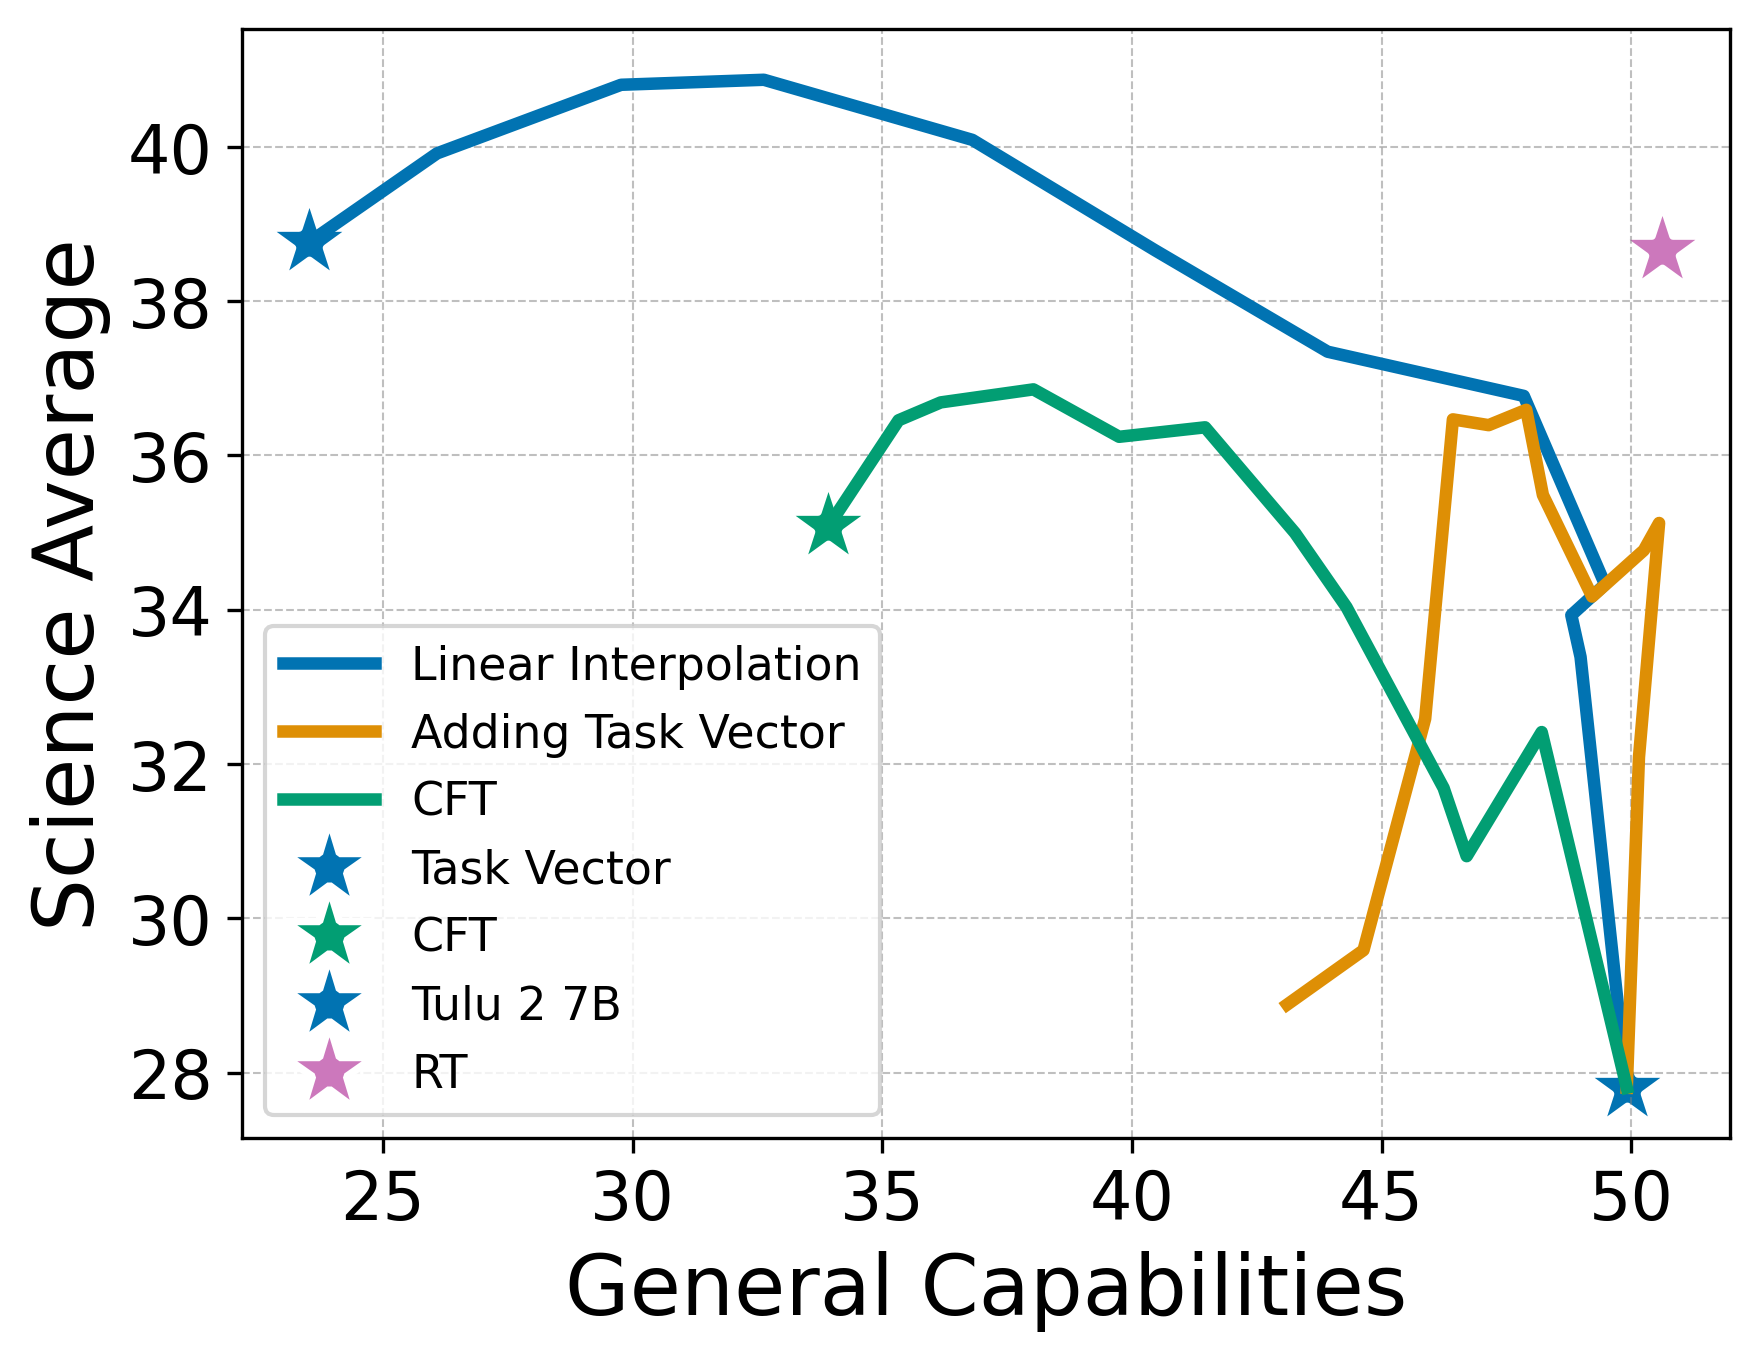 40
38
36
34
32
30
28
Science Average
Linear Interpolation
Adding Task Vector
CFT
Task Vector
CFT
Tulu 2 7B
RT
25 30 35 40 45 50
General Capabilities